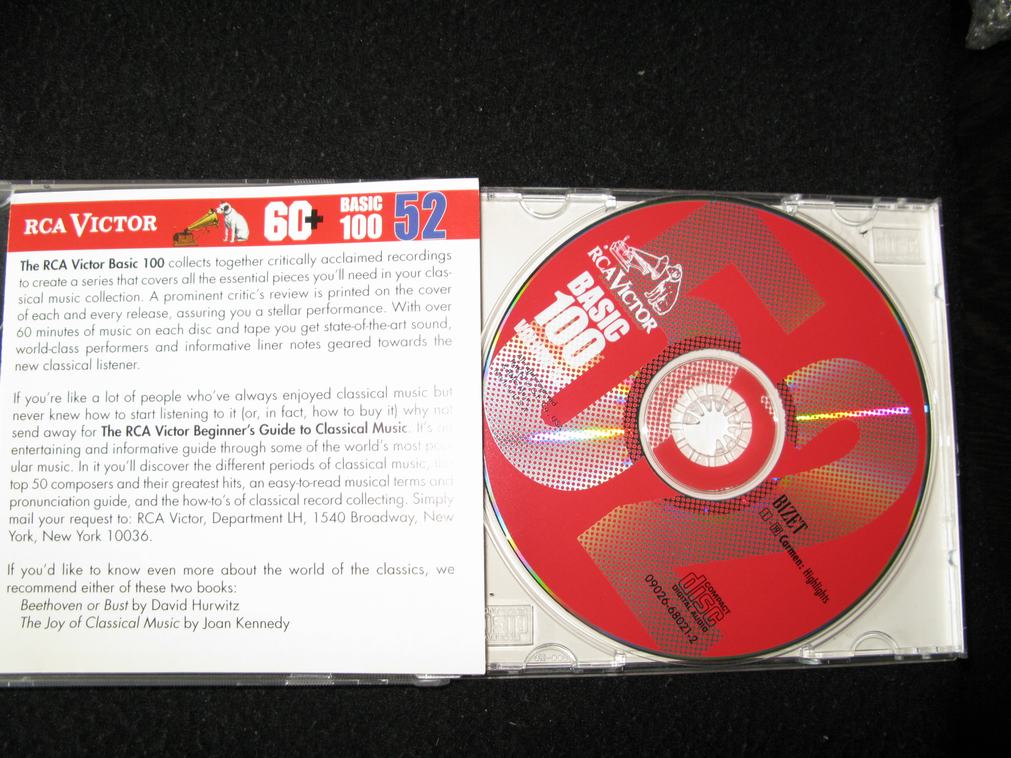 RCA VICTOR 60+ BASIC 100 52
The RCA Victor Basic 100 collects together critically acclaimed recordings
to create a series that covers all the essential pieces you'll need in your clas-
sical music collection. A prominent critic's review is printed on the cover
of each and every release, assuring you a stellar performance. With over
60 minutes of music on each disc and tape you get state-of-the-art sound,
world-class performers and informative liner notes geared towards the
new classical listener.
If you're like a lot of people who've always enjoyed classical music but
never knew how to start listening to it (or, in fact, how to buy it) why not
send away for The RCA Victor Beginner's Guide to Classical Music. It's an
entertaining and informative guide through some of the world's most pop-
ular music. In it you'll discover the different periods of classical music, the
top 50 composers and their greatest hits, an easy-to-read musical terms and
pronunciation guide, and the how-to's of classical record collecting. Simply
mail your request to: RCA Victor, Department LH, 1540 Broadway, New
York, New York 10036.
If you'd like to know even more about the world of the classics, we
recommend either of these two books:
Beethoven or Bust by David Hurwitz
The Joy of Classical Music by Joan Kennedy
RCA VICTOR
BASIC
100
52
BIZET
Carmen: Highlights
COMPACT
disc
DIGITAL AUDIO
09026-68021-2